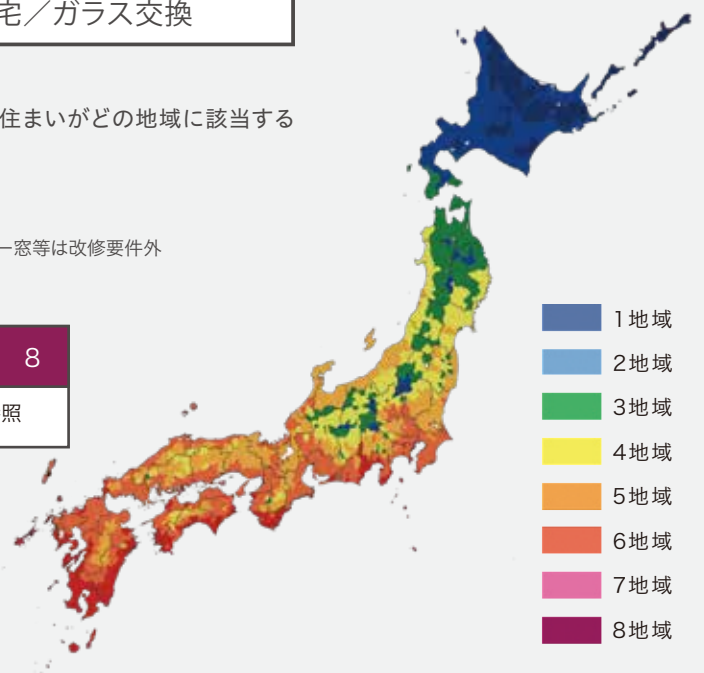 宅／ガラス交換
住まいがどの地域に該当する
ー窓等は改修要件外
8
照
1地域
2地域
3地域
4地域
5地域
6地域
7地域
8地域